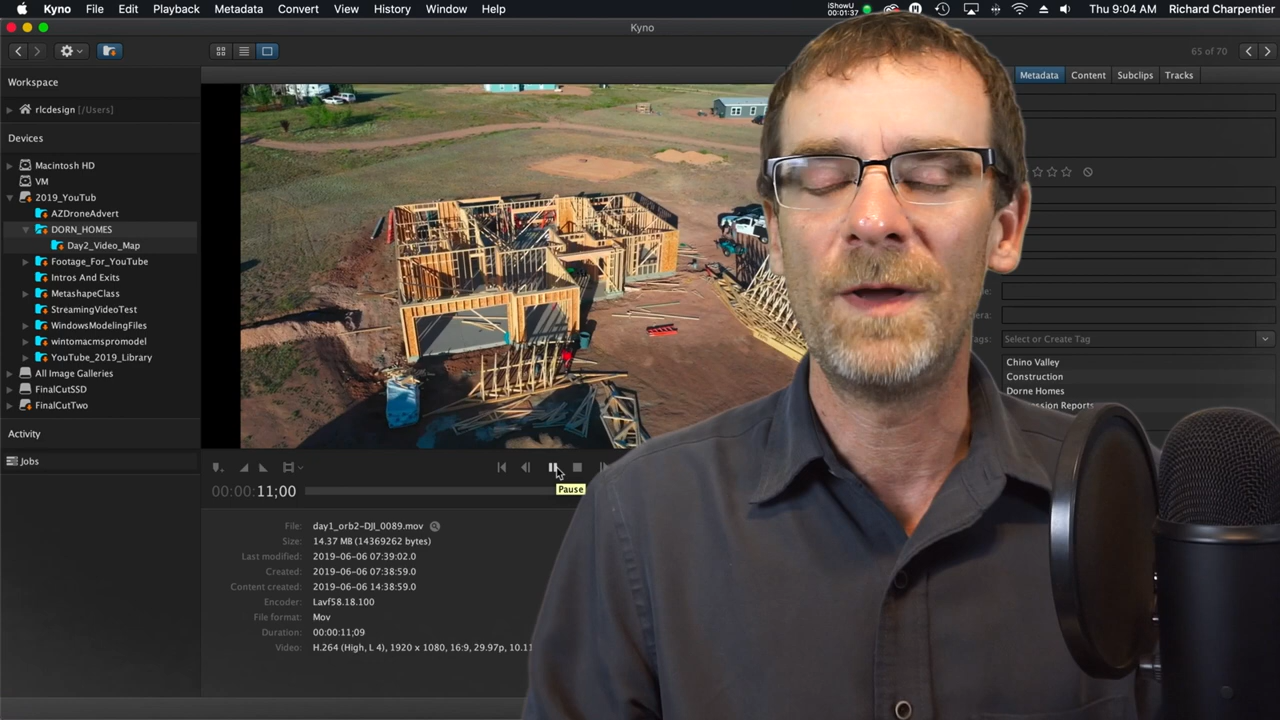 Kyno File Edit Playback Metadata Convert View History Window Help iShowU 00:01:37 Thu 9:04 AM Richard Charpentier
Kyno
65 of 70
Workspace
Metadata Content Subclips Tracks
rlcdesign [/Users]
Devices
Macintosh HD
VM
2019_YouTub
AZDroneAdvert
DORN_HOMES
Day2_Video_Map
Footage_For_YouTube
Intros And Exits
MetashapeClass
StreamingVideoTest
WindowsModelingFiles
wintomacmspromodel
YouTube_2019_Library
All Image Galleries
FinalCutSSD
FinalCutTwo
Select or Create Tag
Chino Valley
Construction
Dorne Homes
Reports
Activity
Jobs
00:00:11;00
Pause
File: day1_orb2-DJI_0089.mov
Size: 14.37 MB (14369262 bytes)
Last modified: 2019-06-06 07:39:02.0
Created: 2019-06-06 07:38:59.0
Content created: 2019-06-06 14:38:59.0
Encoder: Lavf58.18.100
File format: Mov
Duration: 00:00:11;09
Video: H.264 (High, L 4), 1920 x 1080, 16:9, 29.97p, 10.11